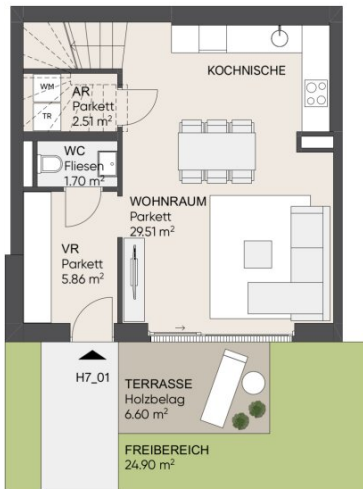 KOCHNISCHE
WM
TR
AR
Parkett
2.51 m²
WC
Fliesen
1.70 m²
WOHNRAUM
Parkett
29.51 m²
VR
Parkett
5.86 m²
H7_01
TERRASSE
Holzbelag
6.60 m²
FREIBEREICH
24.90 m²